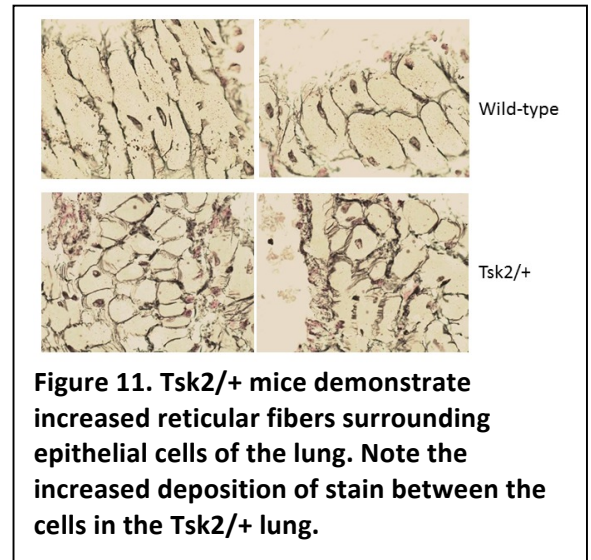 Wild-type
Tsk2/+
Figure 11. Tsk2/+ mice demonstrate
increased reticular fibers surrounding
epithelial cells of the lung. Note the
increased deposition of stain between the
cells in the Tsk2/+ lung.